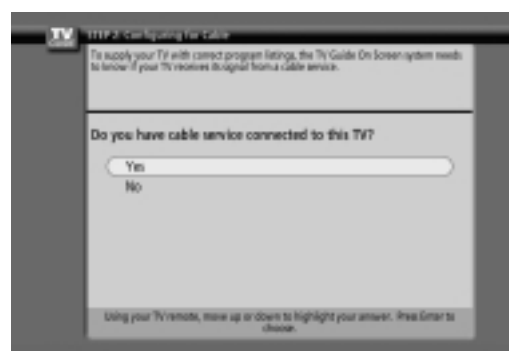 TV
GUIDE
STEP 2: Configuring for Cable
To supply your TV with correct program listings, the TV Guide On Screen system needs
to know if your TV receives its signal from a cable service.
Do you have cable service connected to this TV?
Yes
No
Using your TV remote, move up or down to highlight your answer. Press Enter to
choose.